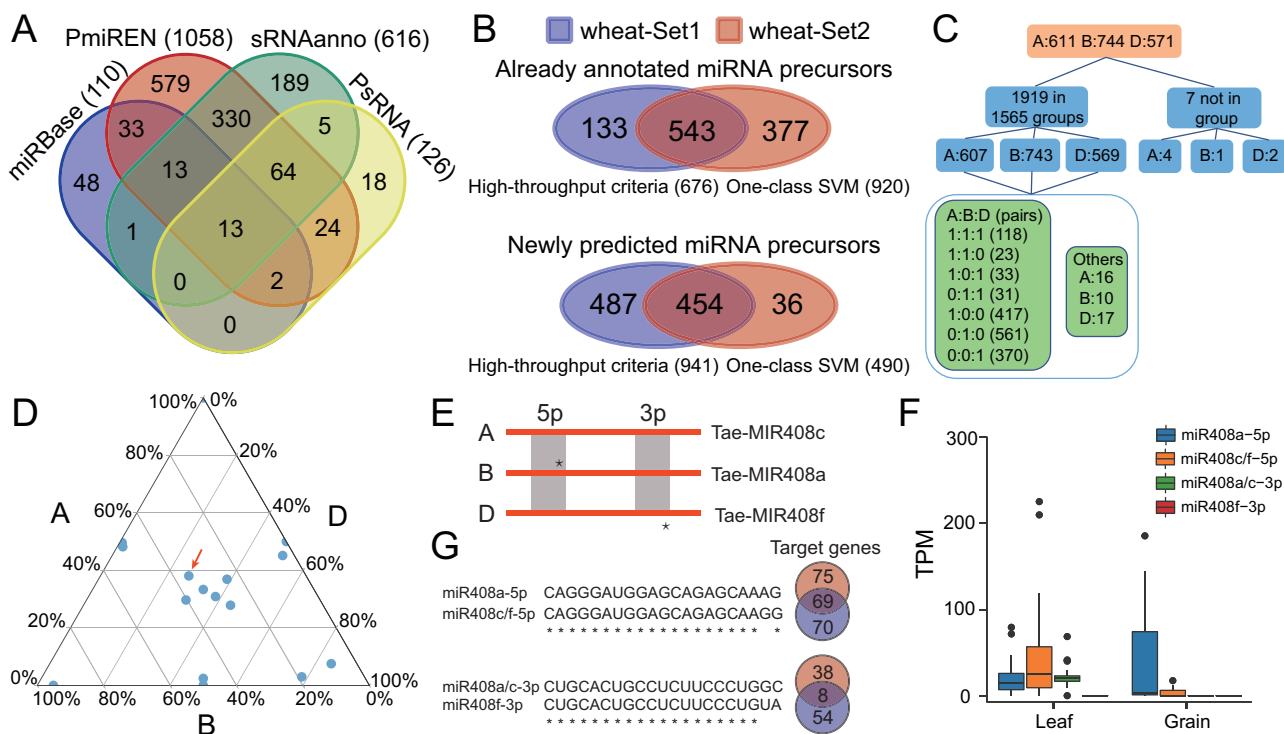 A
PmiREN (1058)
sRNAanno (616)
miRBase (110)
PsRNA (126)
579
189
33
330
5
48
13
64
18
1
13
24
0
2
0
B
wheat-Set1
wheat-Set2
Already annotated miRNA precursors
133
543
377
High-throughput criteria (676)
One-class SVM (920)
Newly predicted miRNA precursors
487
454
36
High-throughput criteria (941)
One-class SVM (490)
C
A:611 B:744 D:571
1919 in
1565 groups
7 not in
group
A:607
B:743
D:569
A:4
B:1
D:2
A:B:D (pairs)
1:1:1 (118)
1:1:0 (23)
1:0:1 (33)
0:1:1 (31)
1:0:0 (417)
0:1:0 (561)
0:0:1 (370)
Others
A:16
B:10
D:17
D
100%
0%
80%
20%
60%
40%
A
D
40%
60%
20%
80%
0%
100%
100%
80%
60%
40%
20%
0%
B
E
5p
3p
A
Tae-MIR408c
*
B
Tae-MIR408a
D
Tae-MIR408f
*
G
Target genes
miR408a-5p
CAGGGAUGGAGCAGAGCAAAG
miR408c/f-5p
CAGGGAUGGAGCAGAGCAAGG
* * * * * * * * * * * * * * * * * * * *
75
69
70
miR408a/c-3p
CUGCACUGCCUCUUCCCUGGC
miR408f-3p
CUGCACUGCCUCUUCCCUGUA
* * * * * * * * * * * * * * * * * * *
38
8
54
F
300
200
100
0
TPM
Leaf
Grain
miR408a−5p
miR408c/f−5p
miR408a/c−3p
miR408f−3p